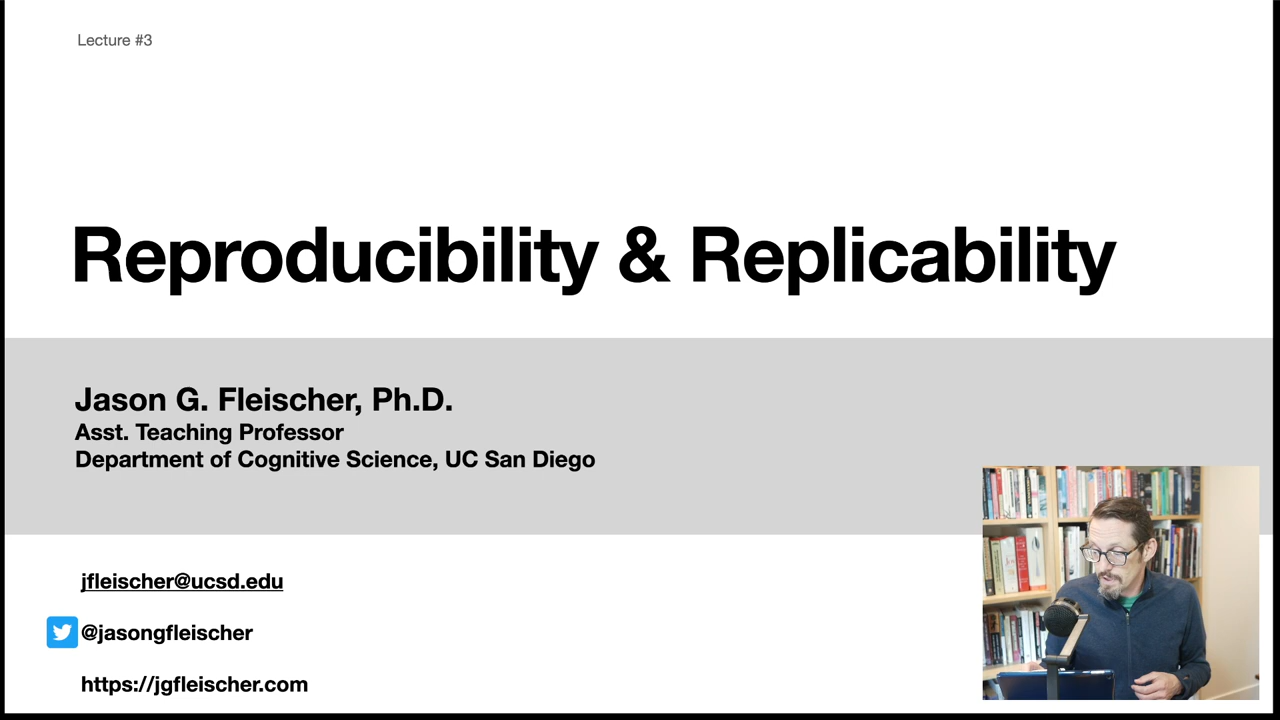 Lecture #3
Reproducibility & Replicability
Jason G. Fleischer, Ph.D.
Asst. Teaching Professor
Department of Cognitive Science, UC San Diego
jfleischer@ucsd.edu
@jasongfleischer
https://jgfleischer.com